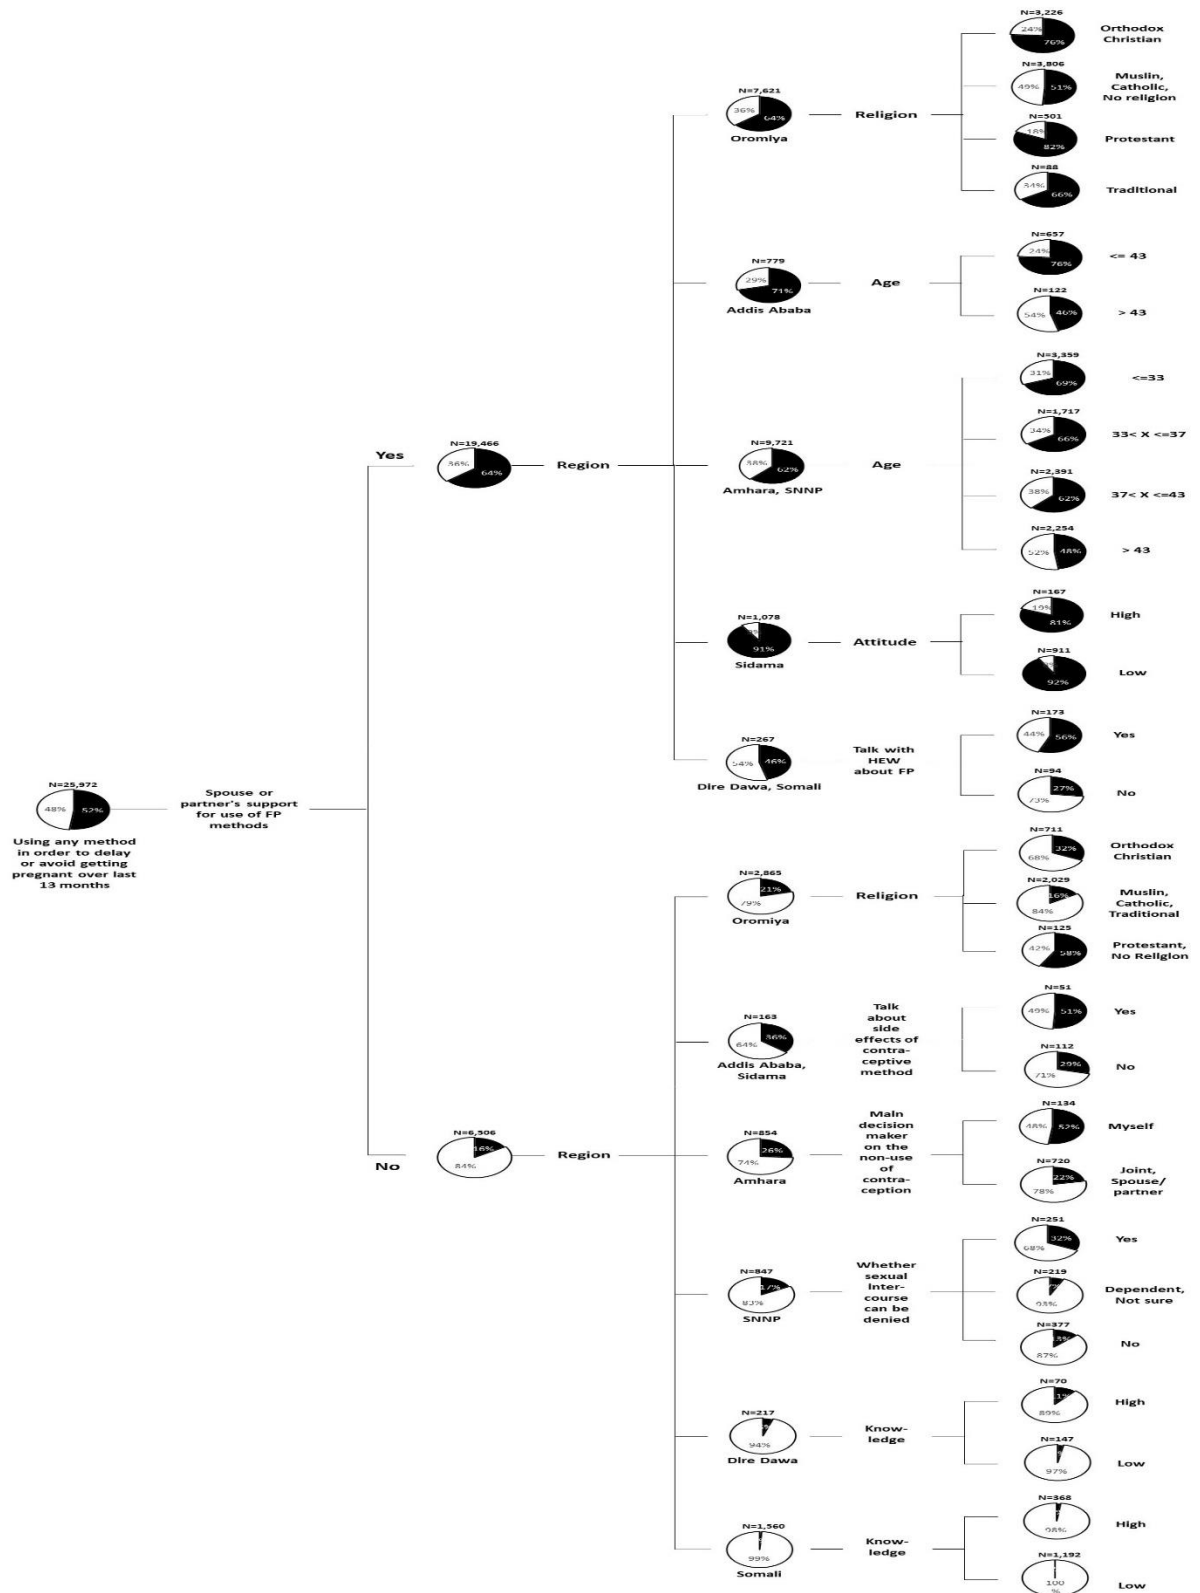 N=25,972
48% 52%
Using any method
in order to delay
or avoid getting
pregnant over last
13 months
Spouse or
partner's support
for use of FP
methods
Yes
N=19,466
36% 64%
Region
N=7,621
36% 64%
Oromiya
Religion
N=3,226
24% 76%
Orthodox
Christian
N=3,806
49% 51%
Muslin,
Catholic,
No religion
N=501
18% 82%
Protestant
N=88
34% 66%
Traditional
N=779
29% 71%
Addis Ababa
Age
N=657
24% 76%
<= 43
N=122
54% 46%
> 43
N=9,721
38% 62%
Amhara, SNNP
Age
N=3,359
31% 69%
<=33
N=1,717
34% 66%
33< X <=37
N=2,391
38% 62%
37< X <=43
N=2,254
52% 48%
> 43
N=1,078
91%
Sidama
Attitude
N=167
19% 81%
High
N=911
92%
Low
N=267
54% 46%
Dire Dawa, Somali
Talk with
HEW
about FP
N=173
44% 56%
Yes
N=94
73% 27%
No
No
N=6,506
84% 16%
Region
N=2,865
79% 21%
Oromiya
Religion
N=711
68% 32%
Orthodox
Christian
N=2,029
84% 16%
Muslin,
Catholic,
Traditional
N=125
42% 58%
Protestant,
No Religion
N=163
64% 36%
Addis Ababa,
Sidama
Talk
about
side
effects of
contra-
ceptive
method
N=51
49% 51%
Yes
N=112
71% 29%
No
N=854
74% 26%
Amhara
Main
decision
maker
on the
non-use
of
contra-
ception
N=134
48% 52%
Myself
N=720
78% 22%
Joint,
Spouse/
partner
N=847
83% 17%
SNNP
Whether
sexual
inter-
course
can be
denied
N=251
68% 32%
Yes
N=219
93%
Dependent,
Not sure
N=377
87% 13%
No
N=217
94%
Dire Dawa
Know-
ledge
N=70
89% 11%
High
N=147
97%
Low
N=1,560
99%
Somali
Know-
ledge
N=368
98%
High
N=1,192
100
%
Low